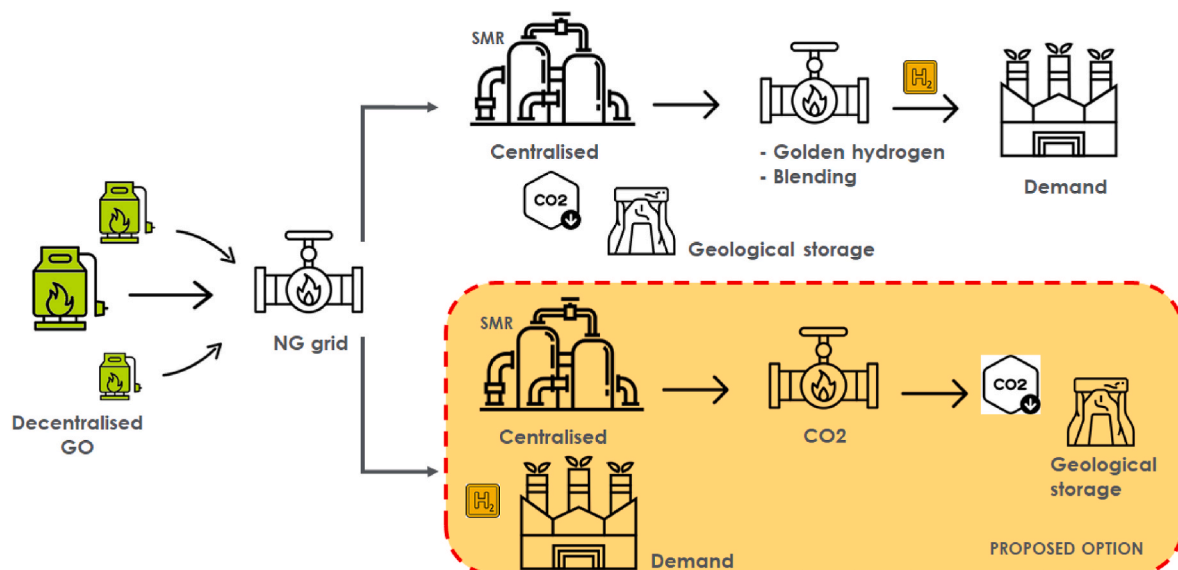 SMR
H2
Centralised
- Golden hydrogen
- Blending
Demand
CO2
Geological storage
NG grid
Decentralised
GO
SMR
Centralised
CO2
CO2
Geological
storage
H2
Demand
PROPOSED OPTION